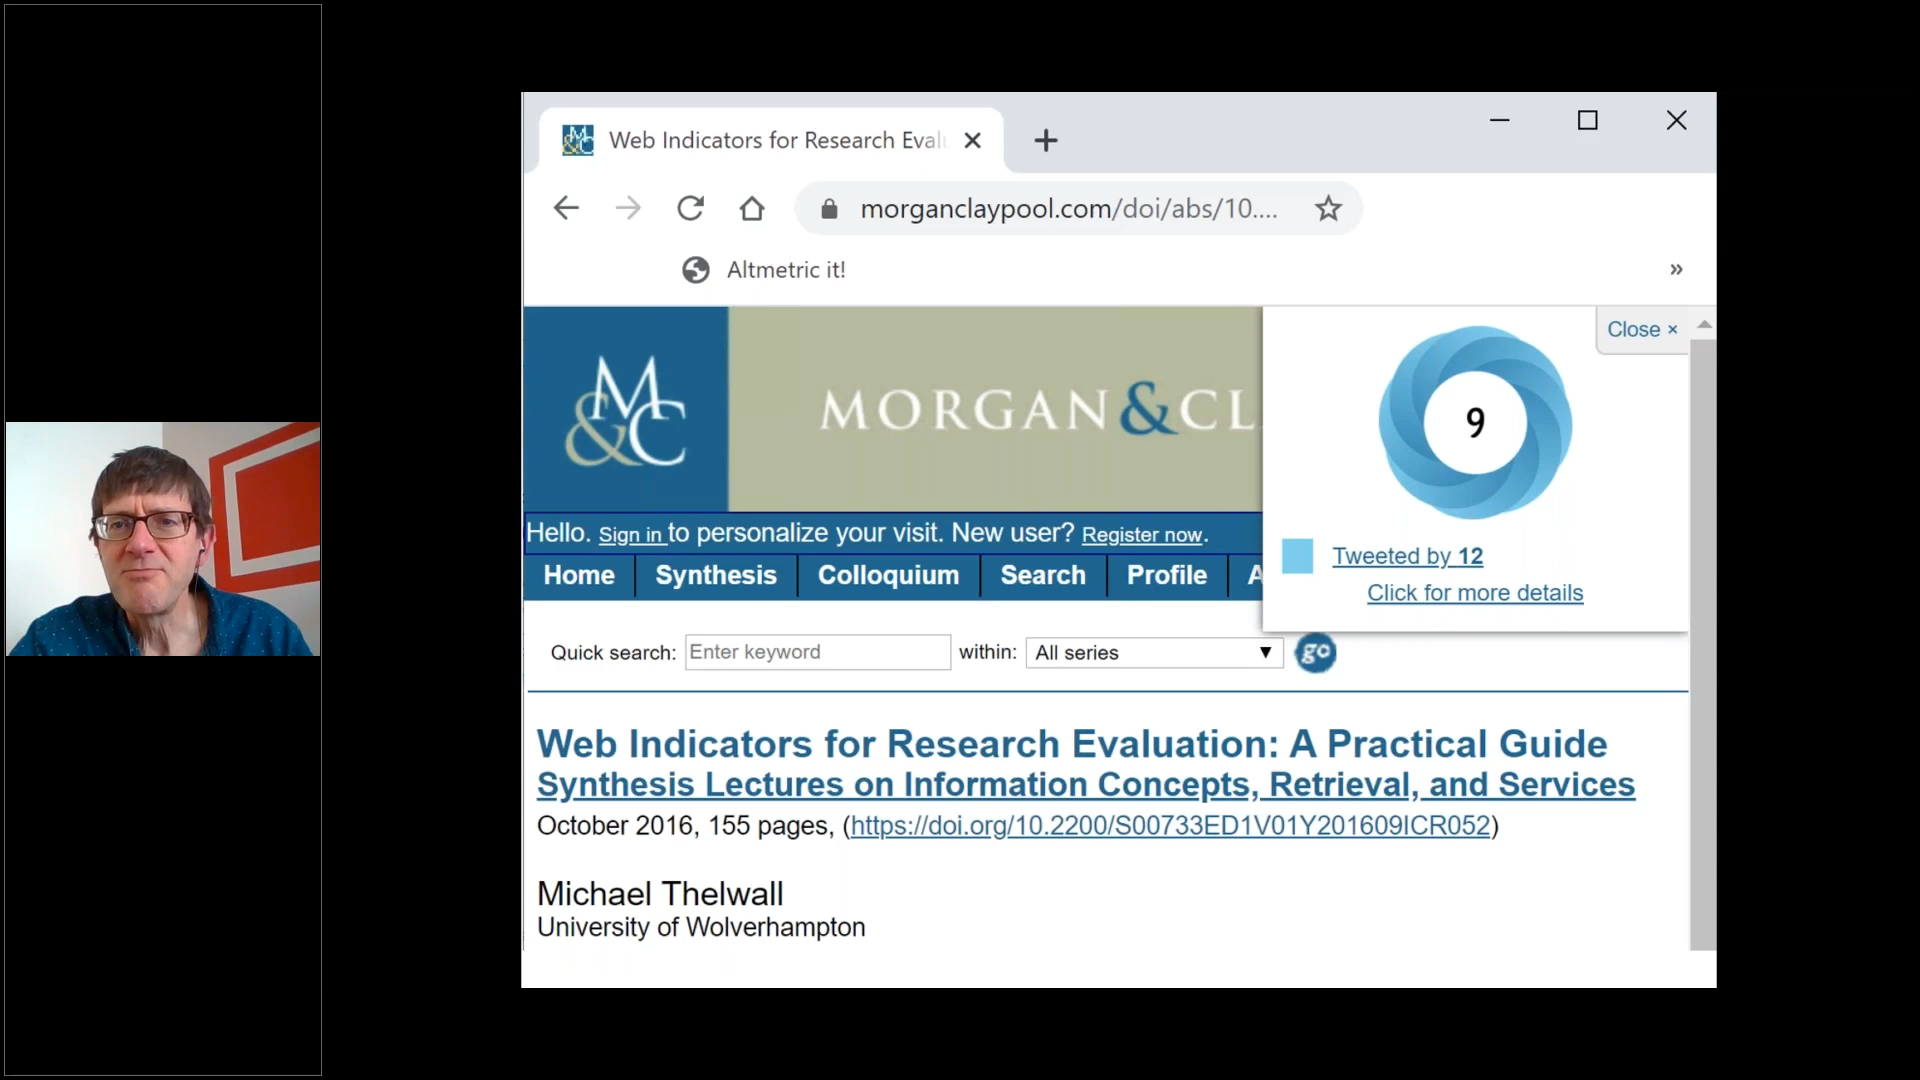 Web Indicators for Research Eval
morganclaypool.com/doi/abs/10....
Altmetric it!
»
M&C
MORGAN & CL
Close ×
9
Tweeted by 12
Click for more details
Hello. Sign in to personalize your visit. New user? Register now.
Home Synthesis Colloquium Search Profile A
Quick search: Enter keyword within: All series go
Web Indicators for Research Evaluation: A Practical Guide
Synthesis Lectures on Information Concepts, Retrieval, and Services
October 2016, 155 pages, (https://doi.org/10.2200/S00733ED1V01Y201609ICR052)
Michael Thelwall
University of Wolverhampton